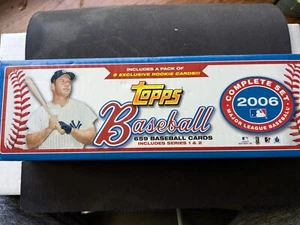 INCLUDES A PACK OF
5 EXCLUSIVE ROOKIE CARDS!!!
Topps
Baseball
659 BASEBALL CARDS
INCLUDES SERIES 1 & 2
COMPLETE SET
2006
MAJOR LEAGUE BASEBALL